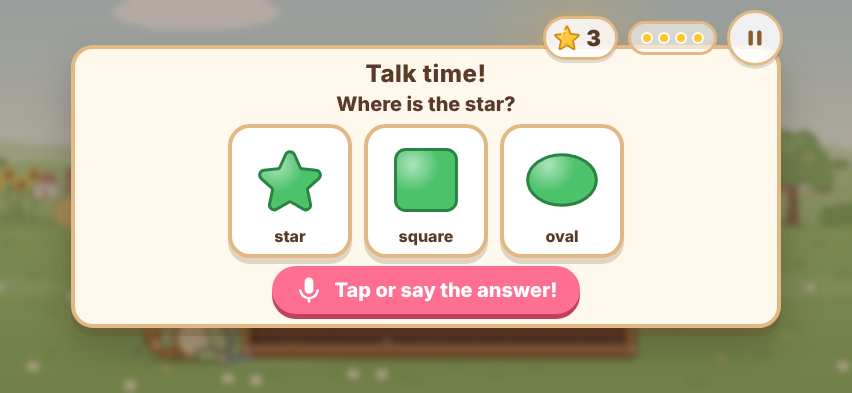 3
Talk time!
Where is the star?
star
square
oval
Tap or say the answer!